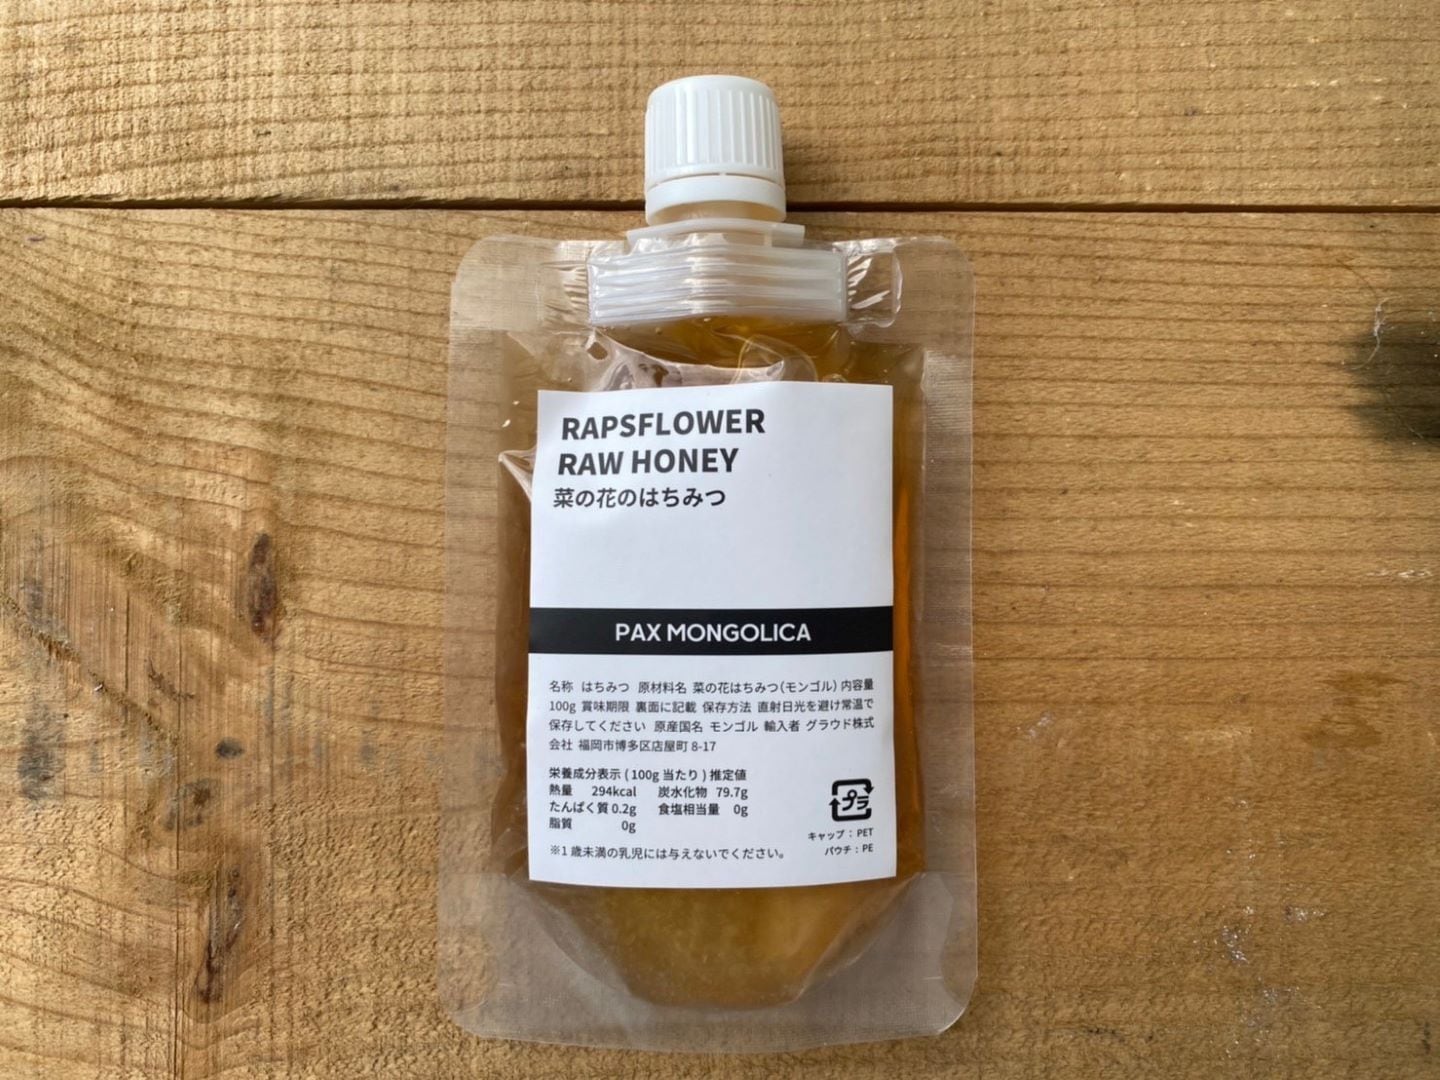 RAPSFLOWER
RAW HONEY
菜の花のはちみつ
PAX MONGOLICA
名称 はちみつ 原材料名 菜の花はちみつ(モンゴル) 内容量
100g 賞味期限 裏面に記載 保存方法 直射日光を避け常温で
保存してください 原産国名 モンゴル 輸入者 グラウド株式
会社 福岡市博多区店屋町 8-17
栄養成分表示 ( 100g 当たり ) 推定値
熱量 294kcal 炭水化物 79.7g
たんぱく質 0.2g 食塩相当量 0g
脂質 0g
※1 歳未満の乳児には与えないでください。
プラ
キャップ : PET
パウチ : PE